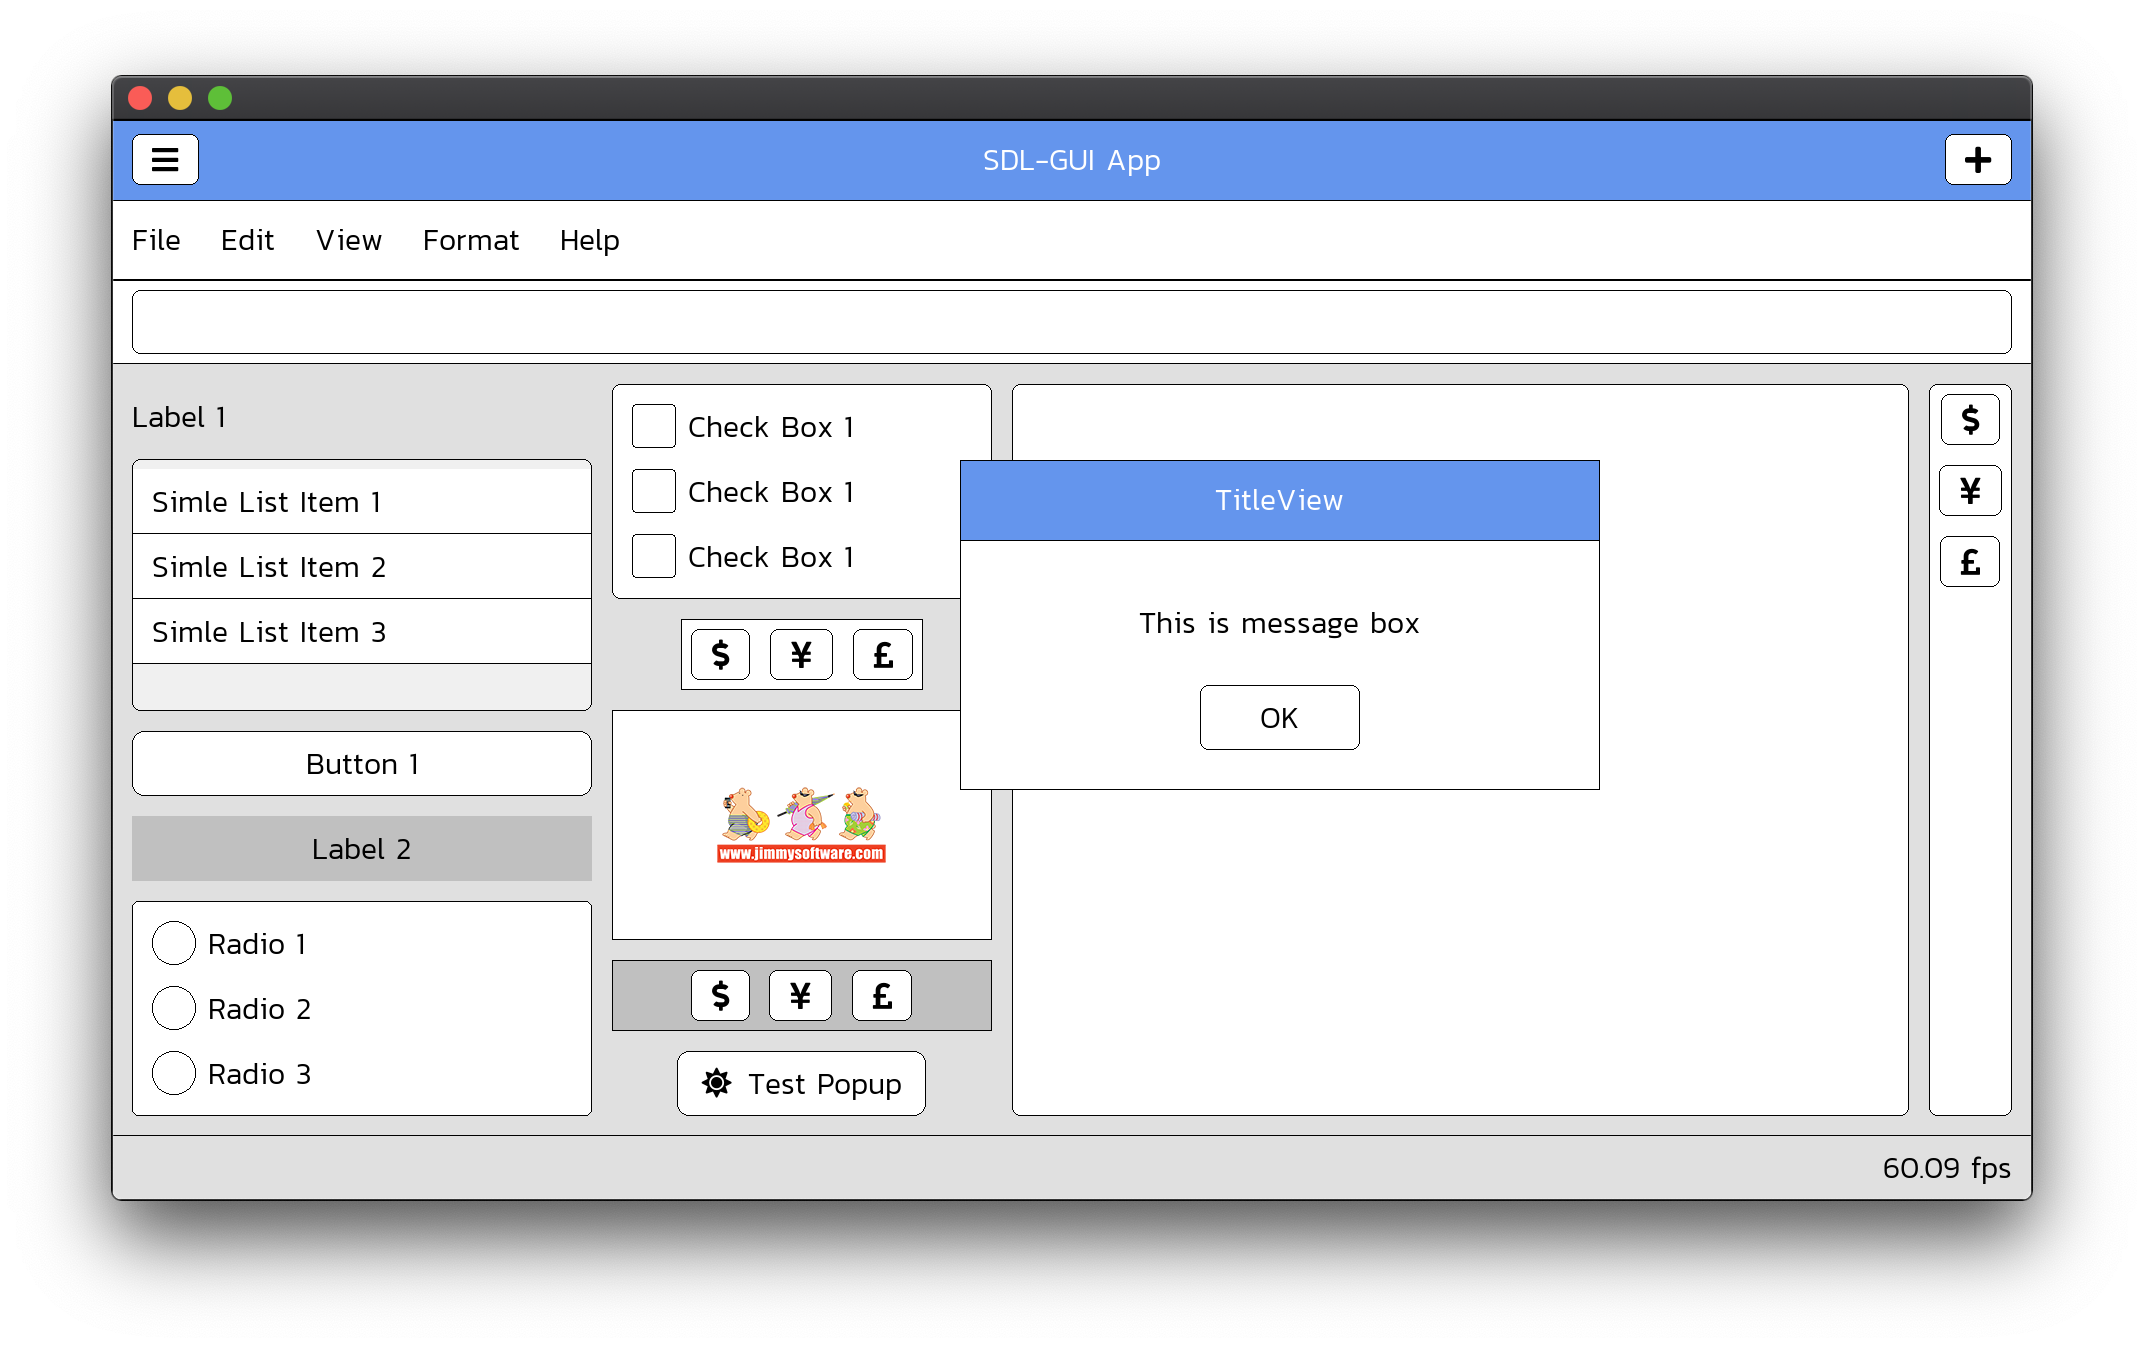 SDL-GUI App
File Edit View Format Help
Label 1
Simle List Item 1
Simle List Item 2
Simle List Item 3
Button 1
Label 2
Radio 1
Radio 2
Radio 3
Check Box 1
Check Box 1
Check Box 1
$ ¥ £
www.jimmysoftware.com
$ ¥ £
Test Popup
TitleView
This is message box
OK
$
¥
£
60.09 fps